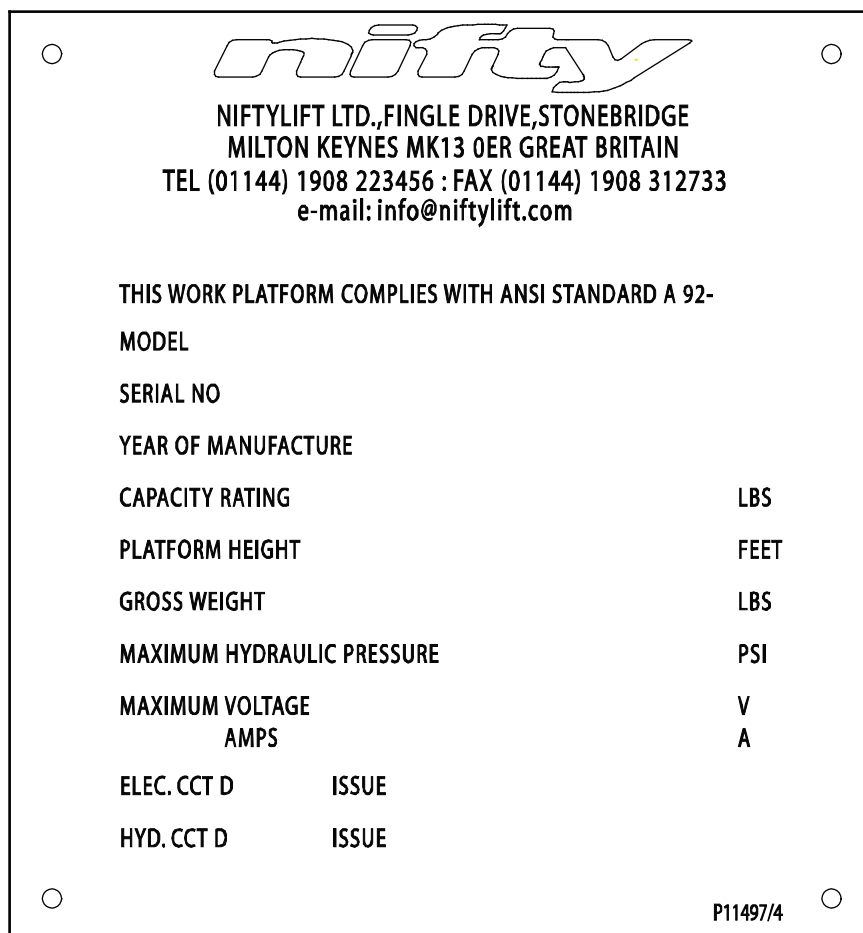 nifty
NIFTYLIFT LTD.,FINGLE DRIVE,STONEBRIDGE
MILTON KEYNES MK13 0ER GREAT BRITAIN
TEL (01144) 1908 223456 : FAX (01144) 1908 312733
e-mail: info@niftylift.com
THIS WORK PLATFORM COMPLIES WITH ANSI STANDARD A 92-
MODEL
SERIAL NO
YEAR OF MANUFACTURE
CAPACITY RATING LBS
PLATFORM HEIGHT FEET
GROSS WEIGHT LBS
MAXIMUM HYDRAULIC PRESSURE PSI
MAXIMUM VOLTAGE V
AMPS A
ELEC. CCT D ISSUE
HYD. CCT D ISSUE
P11497/4